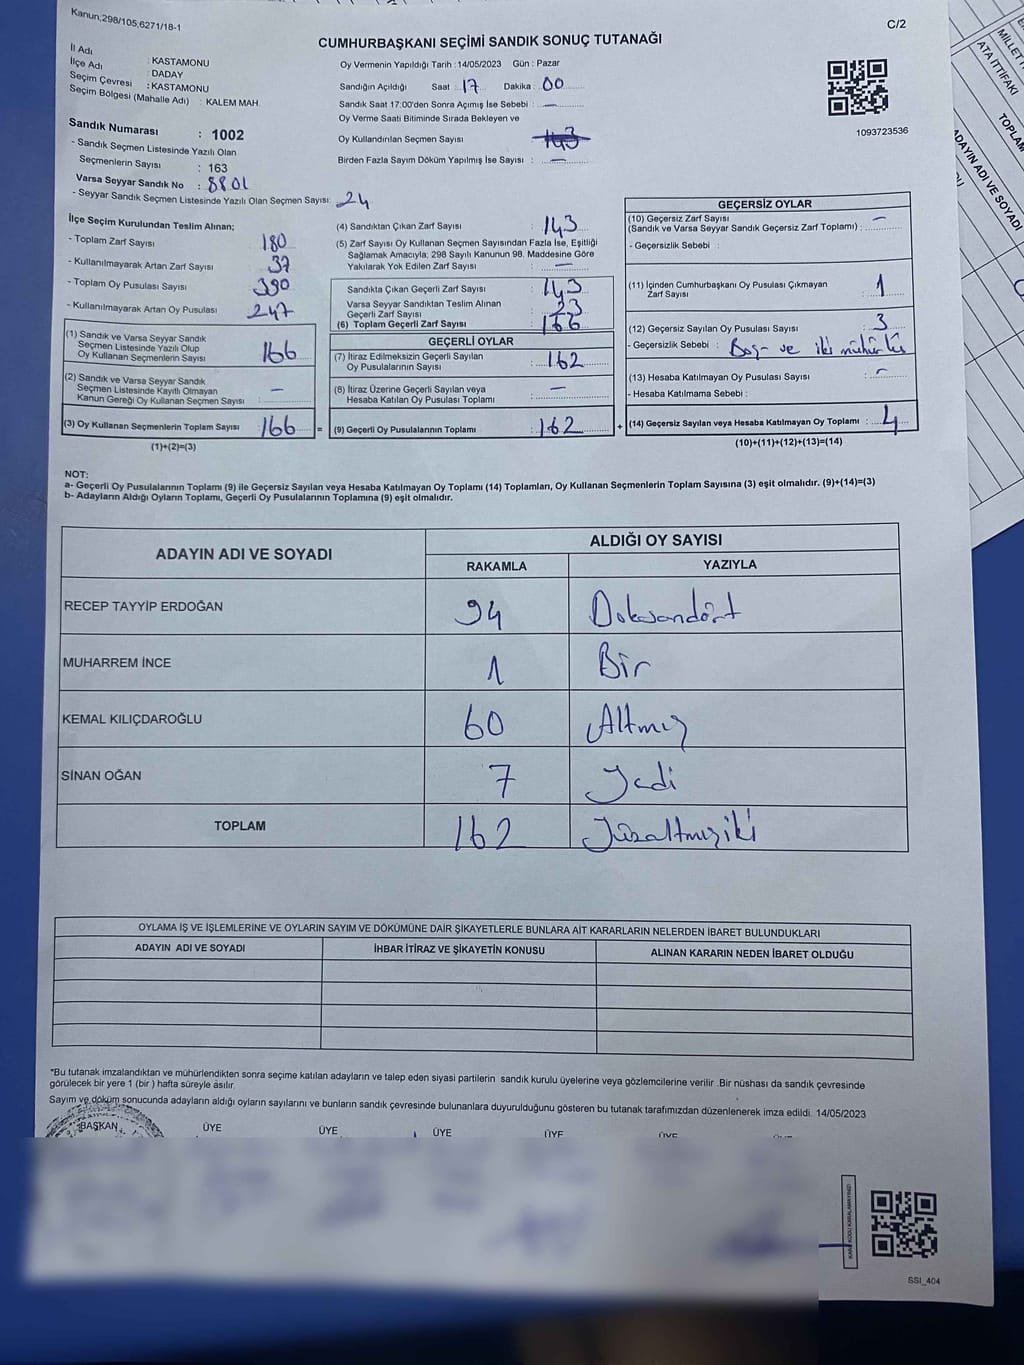 Kanun;298/105;6271/18-1
C/2
CUMHURBAŞKANI SEÇİMİ SANDIK SONUÇ TUTANAĞI
İl Adı : KASTAMONU
İlçe Adı : DADAY
Seçim Çevresi : KASTAMONU
Seçim Bölgesi (Mahalle Adı) : KALEM MAH.
Sandık Numarası : 1002
- Sandık Seçmen Listesinde Yazılı Olan
Seçmenlerin Sayısı : 163
Varsa Seyyar Sandık No : 8801
- Seyyar Sandık Seçmen Listesinde Yazılı Olan Seçmen Sayısı: 24
Oy Vermenin Yapıldığı Tarih :14/05/2023 Gün : Pazar
Sandığın Açıldığı Saat :17 Dakika :00
Sandık Saat 17:00'den Sonra Açımış İse Sebebi : —
Oy Verme Saati Bitiminde Sırada Bekleyen ve
Oy Kullandırılan Seçmen Sayısı 143
Birden Fazla Sayım Döküm Yapılmış İse Sayısı : —
1093723536
İlçe Seçim Kurulundan Teslim Alınan;
- Toplam Zarf Sayısı 180
- Kullanılmayarak Artan Zarf Sayısı 37
- Toplam Oy Pusulası Sayısı 390
- Kullanılmayarak Artan Oy Pusulası 247
(1) Sandık ve Varsa Seyyar Sandık
Seçmen Listesinde Yazılı Olup
Oy Kullanan Seçmenlerin Sayısı 166
(2) Sandık ve Varsa Seyyar Sandık
Seçmen Listesinde Kayıtlı Olmayan
Kanun Gereği Oy Kullanan Seçmen Sayısı : —
(3) Oy Kullanan Seçmenlerin Toplam Sayısı 166 =
(1)+(2)=(3)
(4) Sandıktan Çıkan Zarf Sayısı 143
(5) Zarf Sayısı Oy Kullanan Seçmen Sayısından Fazla İse, Eşitliği
Sağlamak Amacıyla; 298 Sayılı Kanunun 98. Maddesine Göre
Yakılarak Yok Edilen Zarf Sayısı : —
Sandıkta Çıkan Geçerli Zarf Sayısı 143
Varsa Seyyar Sandıktan Teslim Alınan
Geçerli Zarf Sayısı 23
(6) Toplam Geçerli Zarf Sayısı 166
GEÇERLİ OYLAR
(7) İtiraz Edilmeksizin Geçerli Sayılan
Oy Pusulalarının Sayısı :162
(8) İtiraz Üzerine Geçerli Sayılan veya
Hesaba Katılan Oy Pusulası Toplamı : —
(9) Geçerli Oy Pusulalarının Toplamı :162 +
GEÇERSİZ OYLAR
(10) Geçersiz Zarf Sayısı
(Sandık ve Varsa Seyyar Sandık Geçersiz Zarf Toplamı) : —
- Geçersizlik Sebebi :
(11) İçinden Cumhurbaşkanı Oy Pusulası Çıkmayan
Zarf Sayısı : 1
(12) Geçersiz Sayılan Oy Pusulası Sayısı : 3
- Geçersizlik Sebebi : Boş ve iki mühürlü
(13) Hesaba Katılmayan Oy Pusulası Sayısı : —
- Hesaba Katılmama Sebebi :
(14) Geçersiz Sayılan veya Hesaba Katılmayan Oy Toplamı : 4
(10)+(11)+(12)+(13)=(14)
NOT:
a- Geçerli Oy Pusulalarının Toplamı (9) ile Geçersiz Sayılan veya Hesaba Katılmayan Oy Toplamı (14) Toplamları, Oy Kullanan Seçmenlerin Toplam Sayısına (3) eşit olmalıdır. (9)+(14)=(3)
b- Adayların Aldığı Oyların Toplamı, Geçerli Oy Pusulalarının Toplamına (9) eşit olmalıdır.
ADAYIN ADI VE SOYADI
ALDIĞI OY SAYISI
RAKAMLA YAZIYLA
RECEP TAYYİP ERDOĞAN 94 Doksandört
MUHARREM İNCE 1 Bir
KEMAL KILIÇDAROĞLU 60 Altmış
SİNAN OĞAN 7 Yedi
TOPLAM 162 Yüzaltmışiki
OYLAMA İŞ VE İŞLEMLERİNE VE OYLARIN SAYIM VE DÖKÜMÜNE DAİR ŞİKAYETLERLE BUNLARA AİT KARARLARIN NELERDEN İBARET BULUNDUKLARI
ADAYIN ADI VE SOYADI İHBAR İTİRAZ VE ŞİKAYETİN KONUSU ALINAN KARARIN NEDEN İBARET OLDUĞU
*Bu tutanak imzalandıktan ve mühürlendikten sonra seçime katılan adayların ve talep eden siyasi partilerin sandık kurulu üyelerine veya gözlemcilerine verilir .Bir nüshası da sandık çevresinde
görülecek bir yere 1 (bir ) hafta süreyle asılır.
Sayım ve döküm sonucunda adayların aldığı oyların sayılarını ve bunların sandık çevresinde bulunanlara duyurulduğunu gösteren bu tutanak tarafımızdan düzenlenerek imza edildi. 14/05/2023
BAŞKAN ÜYE ÜYE ÜYE ÜYE ÜYE
SSİ_404
MİLLET
ATA İTTİFAKI
TOPLAM
ADAYIN ADI VE SOYADI